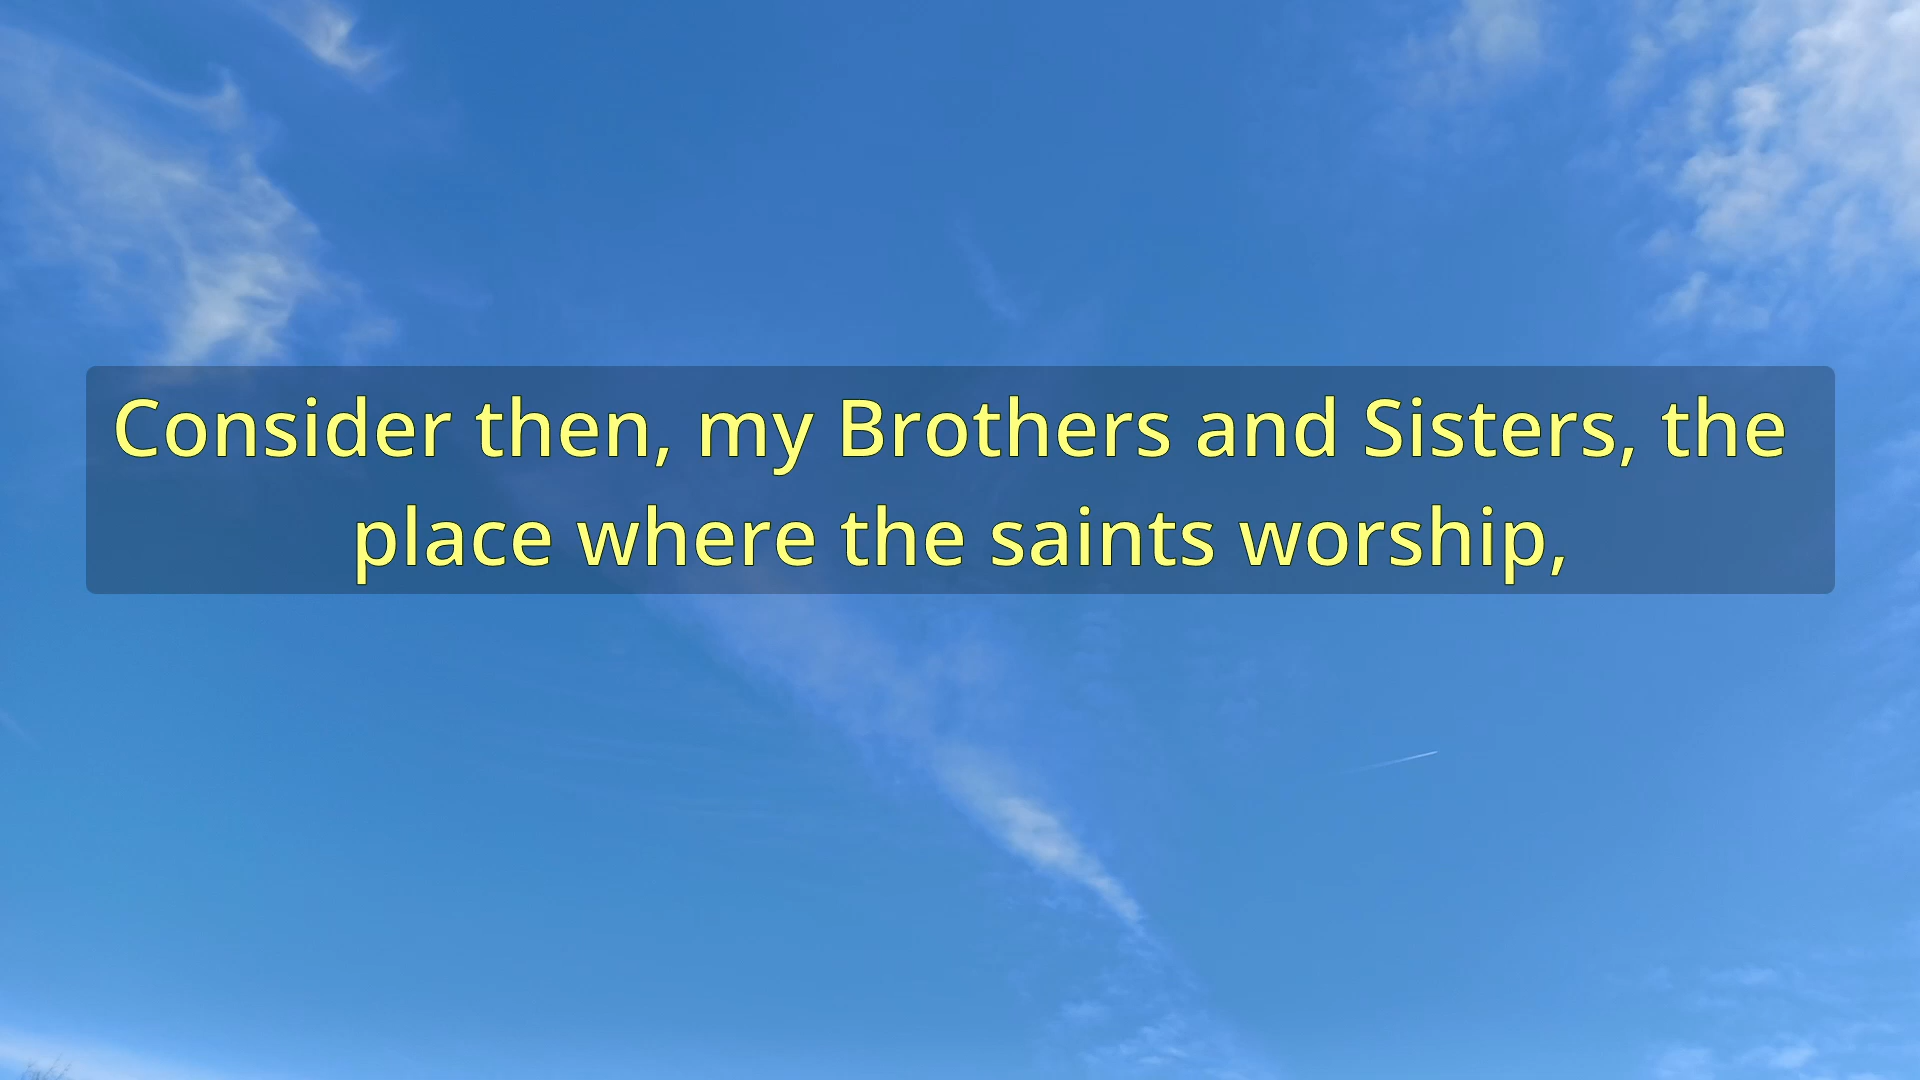 Consider then, my Brothers and Sisters, the
place where the saints worship,